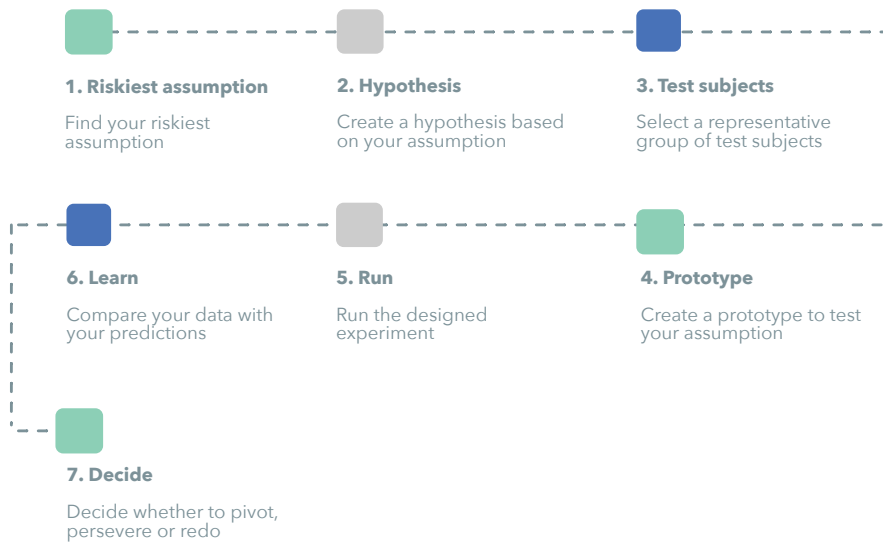 1. Riskiest assumption
Find your riskiest
assumption
2. Hypothesis
Create a hypothesis based
on your assumption
3. Test subjects
Select a representative
group of test subjects
4. Prototype
Create a prototype to test
your assumption
5. Run
Run the designed
experiment
6. Learn
Compare your data with
your predictions
7. Decide
Decide whether to pivot,
persevere or redo